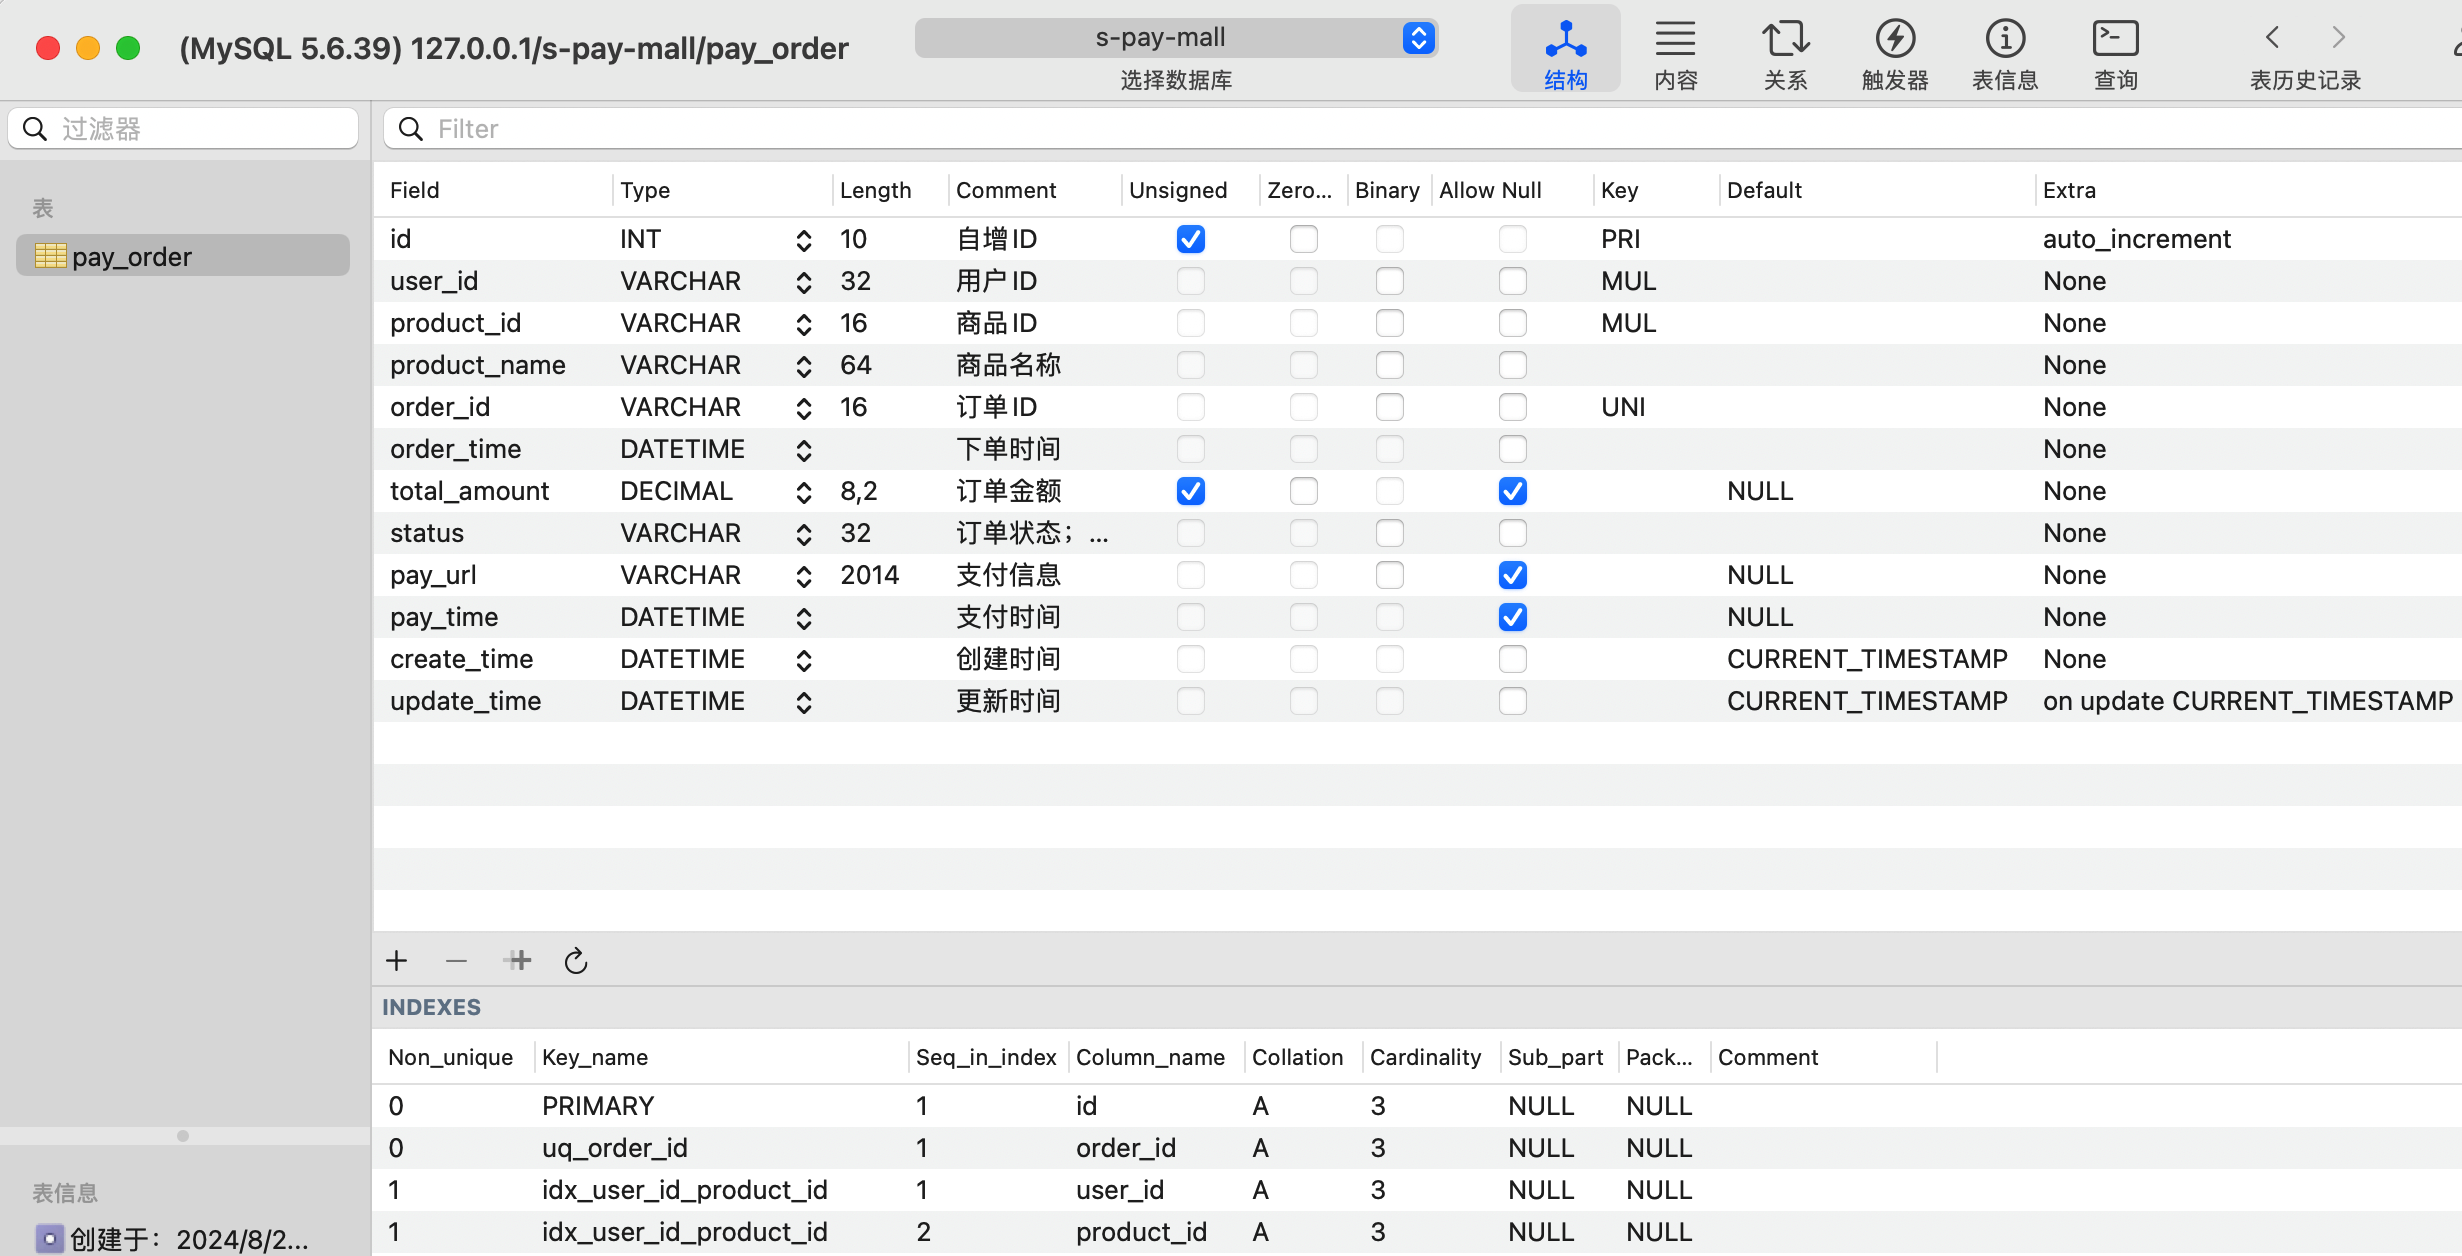 (MySQL 5.6.39) 127.0.0.1/s-pay-mall/pay_order
s-pay-mall
选择数据库
结构 内容 关系 触发器 表信息 查询 表历史记录
过滤器
Filter
表
pay_order
Field Type Length Comment Unsigned Zero... Binary Allow Null Key Default Extra
id INT 10 自增ID PRI auto_increment
user_id VARCHAR 32 用户ID MUL None
product_id VARCHAR 16 商品ID MUL None
product_name VARCHAR 64 商品名称 None
order_id VARCHAR 16 订单ID UNI None
order_time DATETIME 下单时间 None
total_amount DECIMAL 8,2 订单金额 NULL None
status VARCHAR 32 订单状态；... None
pay_url VARCHAR 2014 支付信息 NULL None
pay_time DATETIME 支付时间 NULL None
create_time DATETIME 创建时间 CURRENT_TIMESTAMP None
update_time DATETIME 更新时间 CURRENT_TIMESTAMP on update CURRENT_TIMESTAMP
INDEXES
Non_unique Key_name Seq_in_index Column_name Collation Cardinality Sub_part Pack... Comment
0 PRIMARY 1 id A 3 NULL NULL
0 uq_order_id 1 order_id A 3 NULL NULL
1 idx_user_id_product_id 1 user_id A 3 NULL NULL
1 idx_user_id_product_id 2 product_id A 3 NULL NULL
表信息
创建于：2024/8/2...